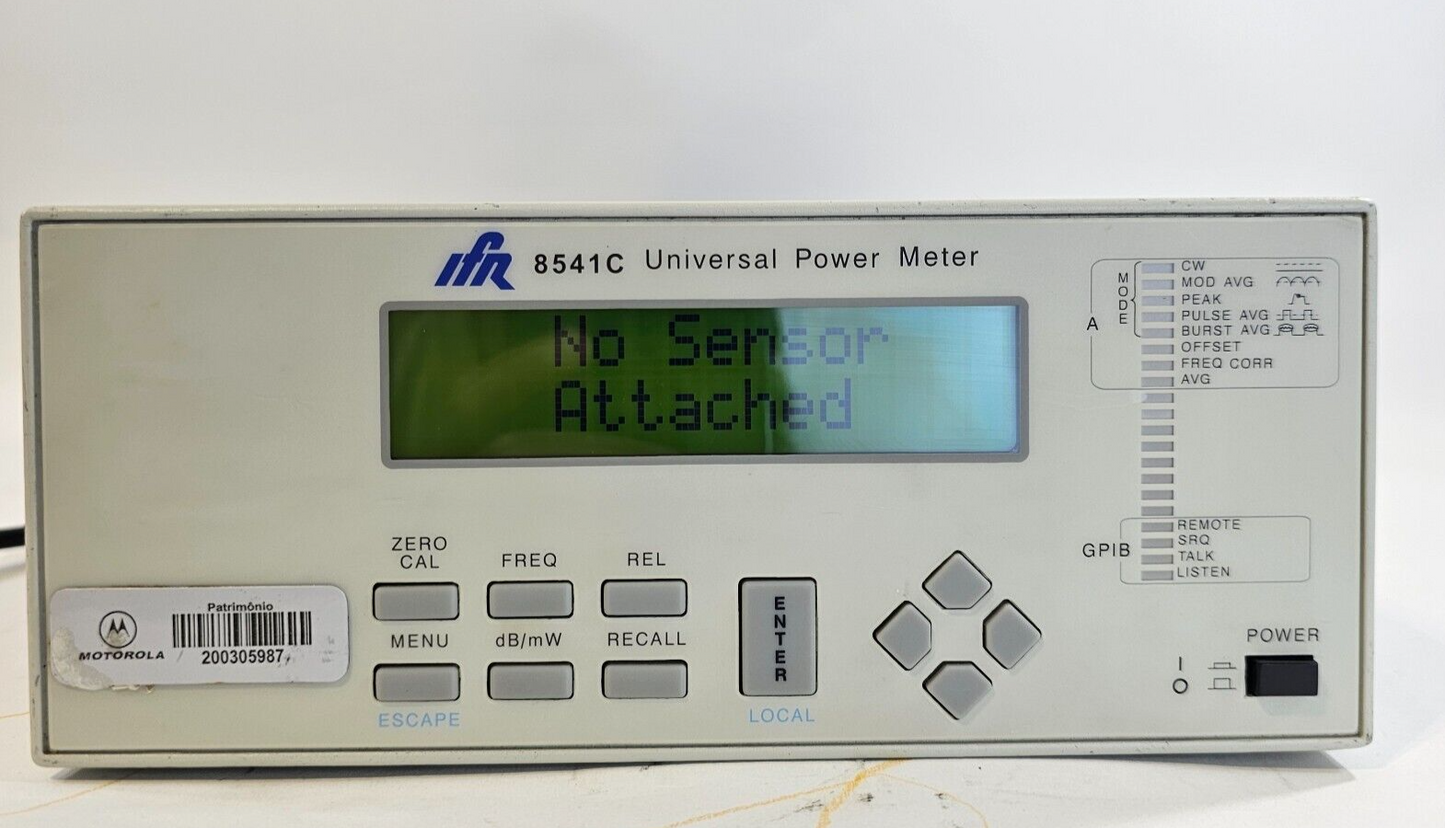 IFR 8541C Universal Power Meter
No Sensor
Attached
A
MODE
CW
MOD AVG
PEAK
PULSE AVG
BURST AVG
OFFSET
FREQ CORR
AVG
GPIB
REMOTE
SRQ
TALK
LISTEN
ZERO
CAL
FREQ
REL
MENU
dB/mW
RECALL
ESCAPE
ENTER
LOCAL
POWER
I
O
Patrimônio
MOTOROLA
200305987